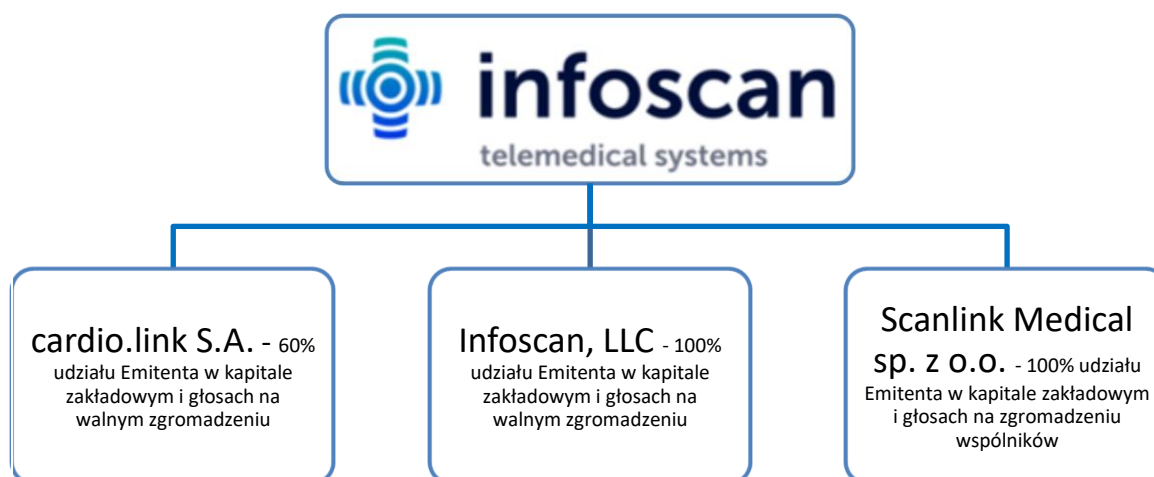 infoscan
telemedical systems
cardio.link S.A. - 60%
udziału Emitenta w kapitale
zakładowym i głosach na
walnym zgromadzeniu
Infoscan, LLC - 100%
udziału Emitenta w kapitale
zakładowym i głosach na
walnym zgromadzeniu
Scanlink Medical
sp. z o.o. - 100% udziału
Emitenta w kapitale zakładowym
i głosach na zgromadzeniu
wspólników